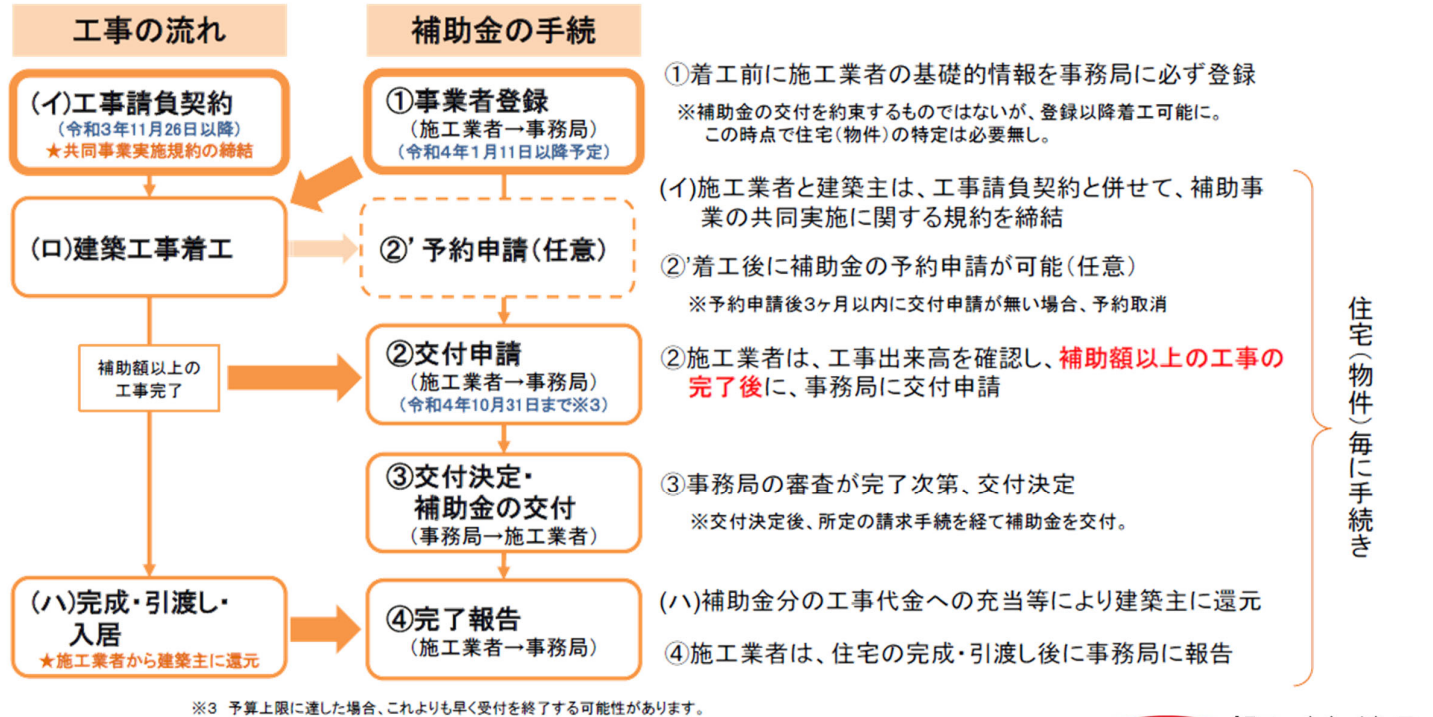 工事の流れ
補助金の手続
(イ)工事請負契約
(令和3年11月26日以降)
★共同事業実施規約の締結
①事業者登録
(施工業者→事務局)
(令和4年1月11日以降予定)
①着工前に施工業者の基礎的情報を事務局に必ず登録
※補助金の交付を約束するものではないが、登録以降着工可能に。
この時点で住宅(物件)の特定は必要無し。
(ロ)建築工事着工
②’予約申請(任意)
(イ)施工業者と建築主は、工事請負契約と併せて、補助事
業の共同実施に関する規約を締結
②’着工後に補助金の予約申請が可能(任意)
※予約申請後3ヶ月以内に交付申請が無い場合、予約取消
補助額以上の
工事完了
②交付申請
(施工業者→事務局)
(令和4年10月31日まで※3)
②施工業者は、工事出来高を確認し、補助額以上の工事の
完了後に、事務局に交付申請
③交付決定・
補助金の交付
(事務局→施工業者)
③事務局の審査が完了次第、交付決定
※交付決定後、所定の請求手続を経て補助金を交付。
(ハ)完成・引渡し・
入居
★施工業者から建築主に還元
④完了報告
(施工業者→事務局)
(ハ)補助金分の工事代金への充当等により建築主に還元
④施工業者は、住宅の完成・引渡し後に事務局に報告
住宅(物件)毎に手続き
※3 予算上限に達した場合、これよりも早く受付を終了する可能性があります。